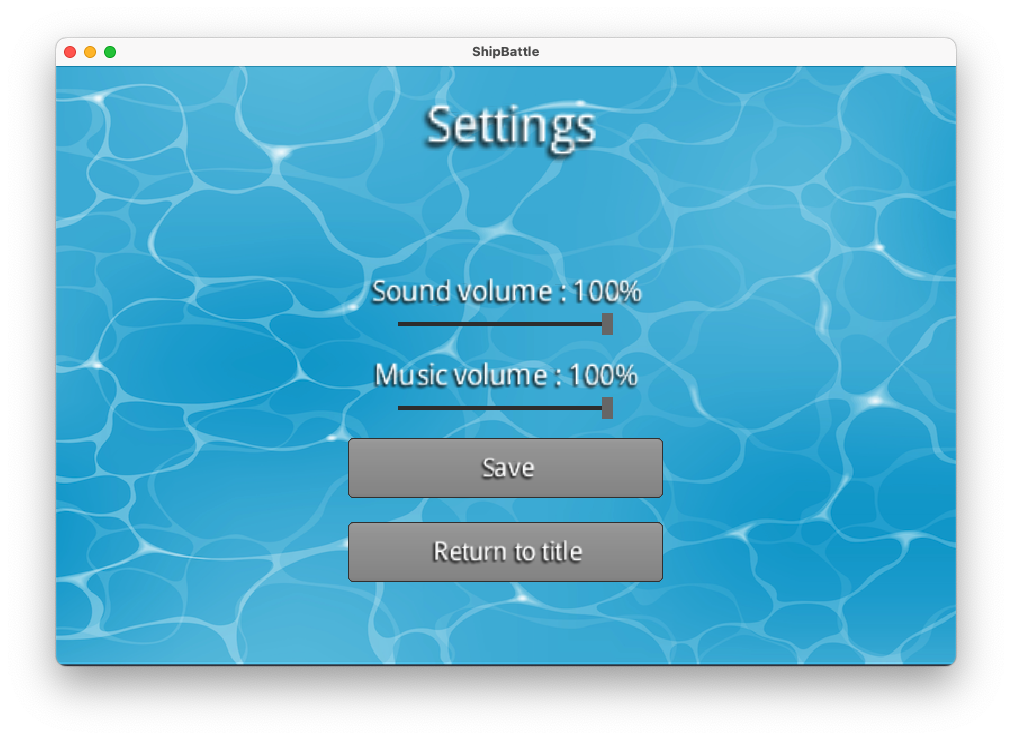 ShipBattle
Settings
Sound volume : 100%
Music volume : 100%
Save
Return to title